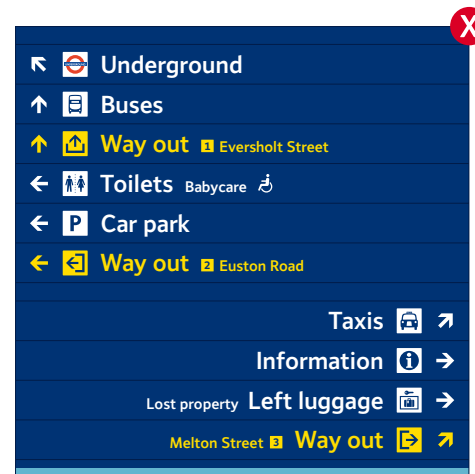 X
Underground
Buses
Way out 1 Eversholt Street
Toilets Babycare
P Car park
Way out 2 Euston Road
Taxis
Information i
Lost property Left luggage
Melton Street 3 Way out